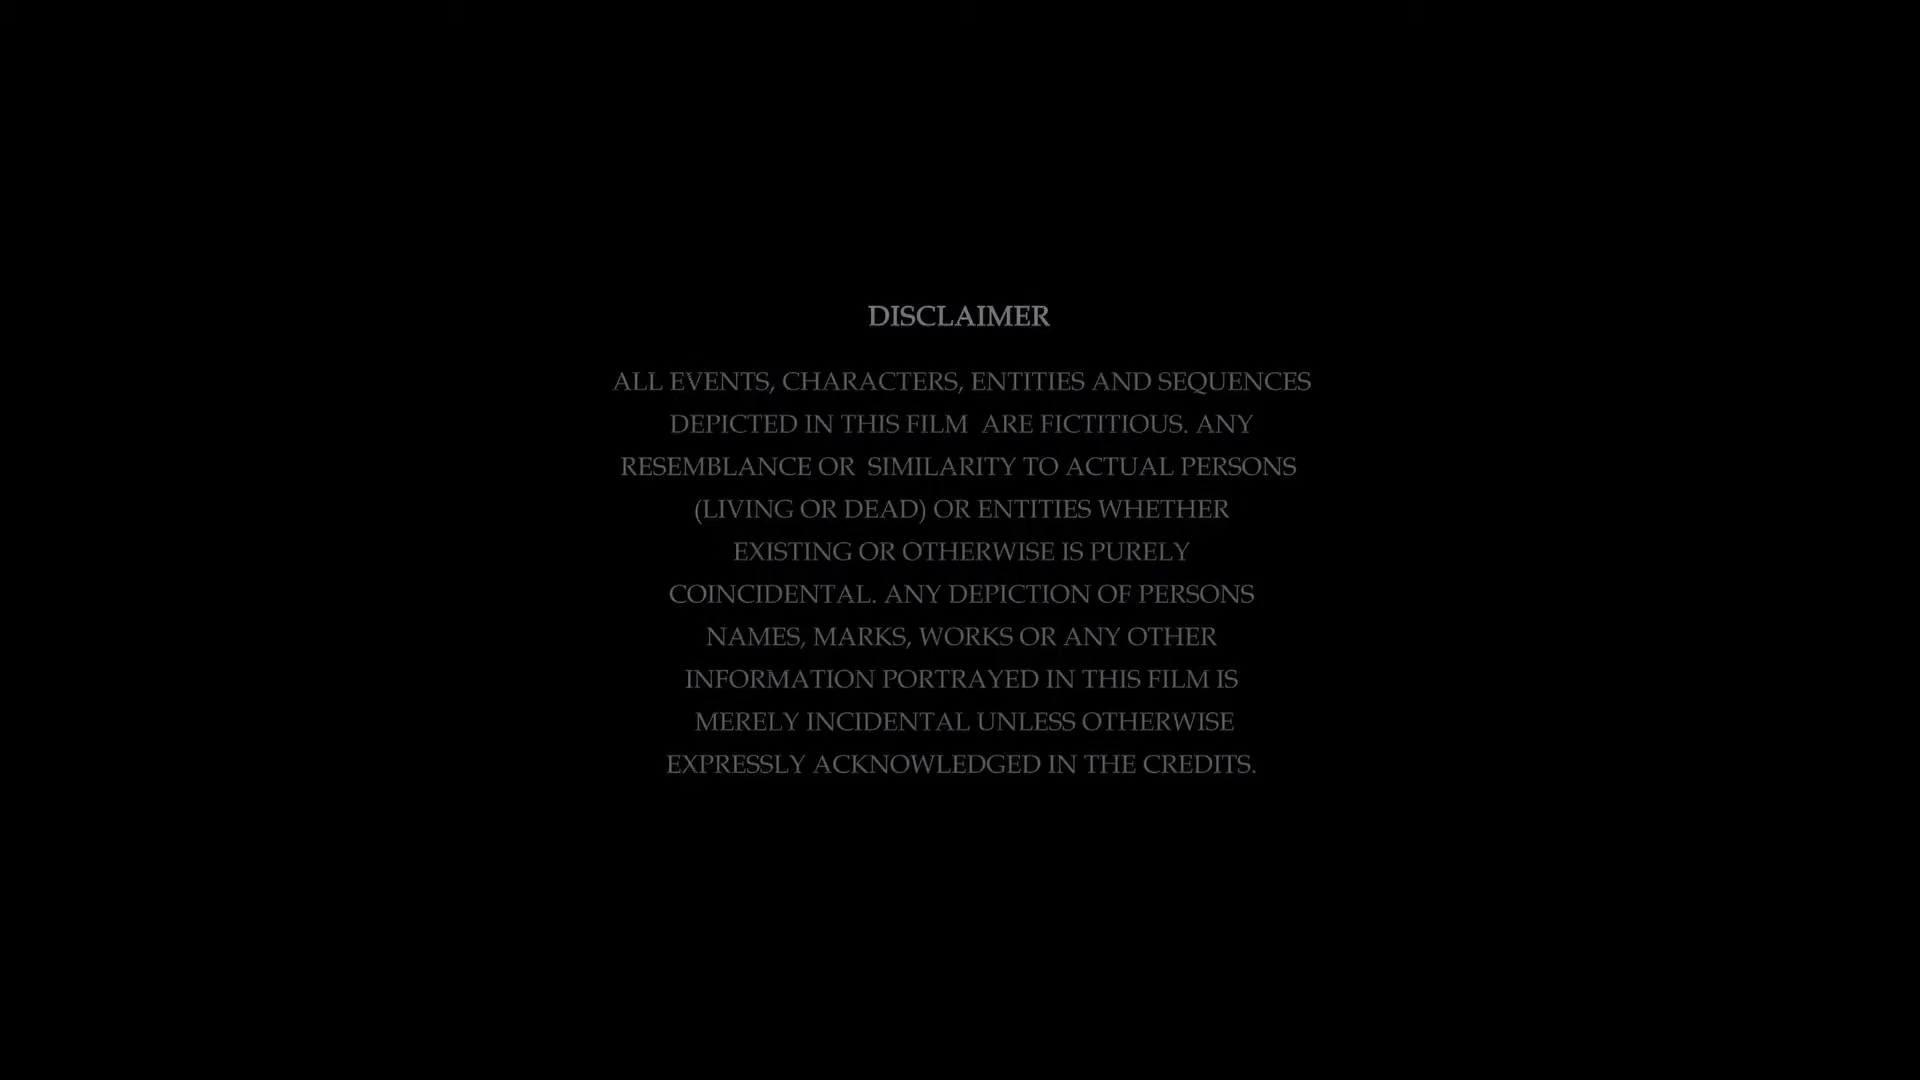 DISCLAIMER
ALL EVENTS, CHARACTERS, ENTITIES AND SEQUENCES
DEPICTED IN THIS FILM  ARE FICTITIOUS. ANY
RESEMBLANCE OR  SIMILARITY TO ACTUAL PERSONS
(LIVING OR DEAD) OR ENTITIES WHETHER
EXISTING OR OTHERWISE IS PURELY
COINCIDENTAL. ANY DEPICTION OF PERSONS
NAMES, MARKS, WORKS OR ANY OTHER
INFORMATION PORTRAYED IN THIS FILM IS
MERELY INCIDENTAL UNLESS OTHERWISE
EXPRESSLY ACKNOWLEDGED IN THE CREDITS.